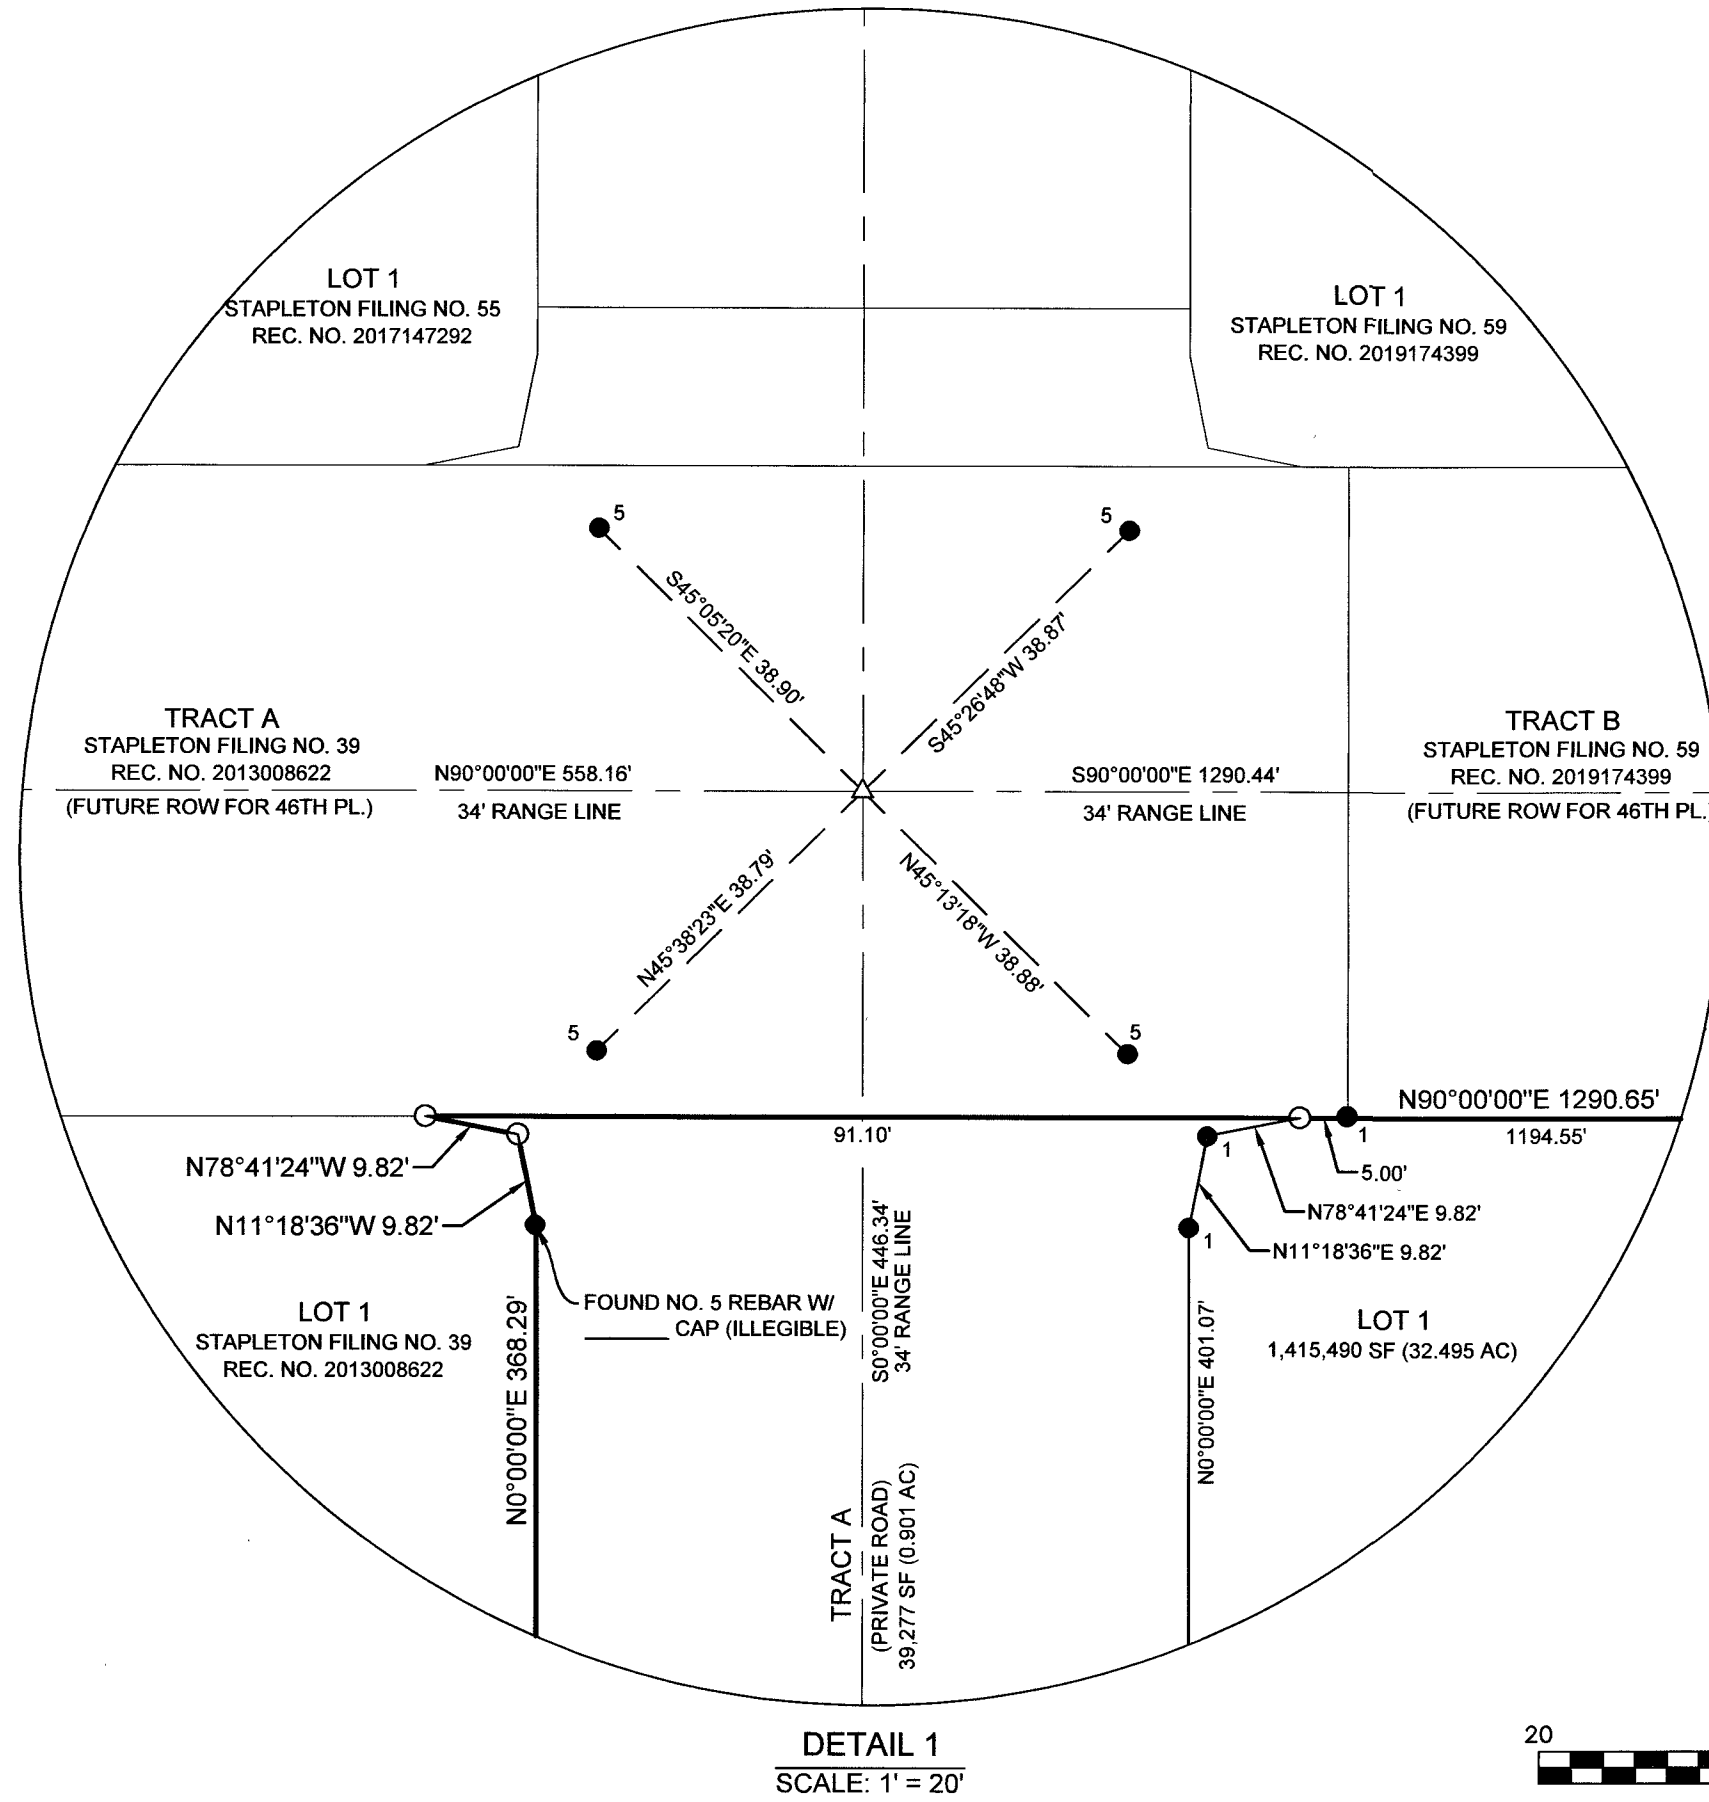 LOT 1
STAPLETON FILING NO. 55
REC. NO. 2017147292
LOT 1
STAPLETON FILING NO. 59
REC. NO. 2019174399
5
5
S45°05'20"E 38.90'
S45°26'48"W 38.87'
TRACT A
STAPLETON FILING NO. 39
REC. NO. 2013008622
(FUTURE ROW FOR 46TH PL.)
N90°00'00"E 558.16'
34' RANGE LINE
S90°00'00"E 1290.44'
34' RANGE LINE
TRACT B
STAPLETON FILING NO. 59
REC. NO. 2019174399
(FUTURE ROW FOR 46TH PL.)
N45°38'23"E 38.79'
N45°13'18"W 38.88'
5
5
N90°00'00"E 1290.65'
91.10'
1
1194.55'
1
5.00'
N78°41'24"W 9.82'
N78°41'24"E 9.82'
N11°18'36"W 9.82'
1
N11°18'36"E 9.82'
S0°00'00"E 446.34'
34' RANGE LINE
FOUND NO. 5 REBAR W/
______ CAP (ILLEGIBLE)
LOT 1
STAPLETON FILING NO. 39
REC. NO. 2013008622
N0°00'00"E 368.29'
N0°00'00"E 401.07'
LOT 1
1,415,490 SF (32.495 AC)
TRACT A
(PRIVATE ROAD)
39,277 SF (0.901 AC)
DETAIL 1
SCALE: 1' = 20'
20